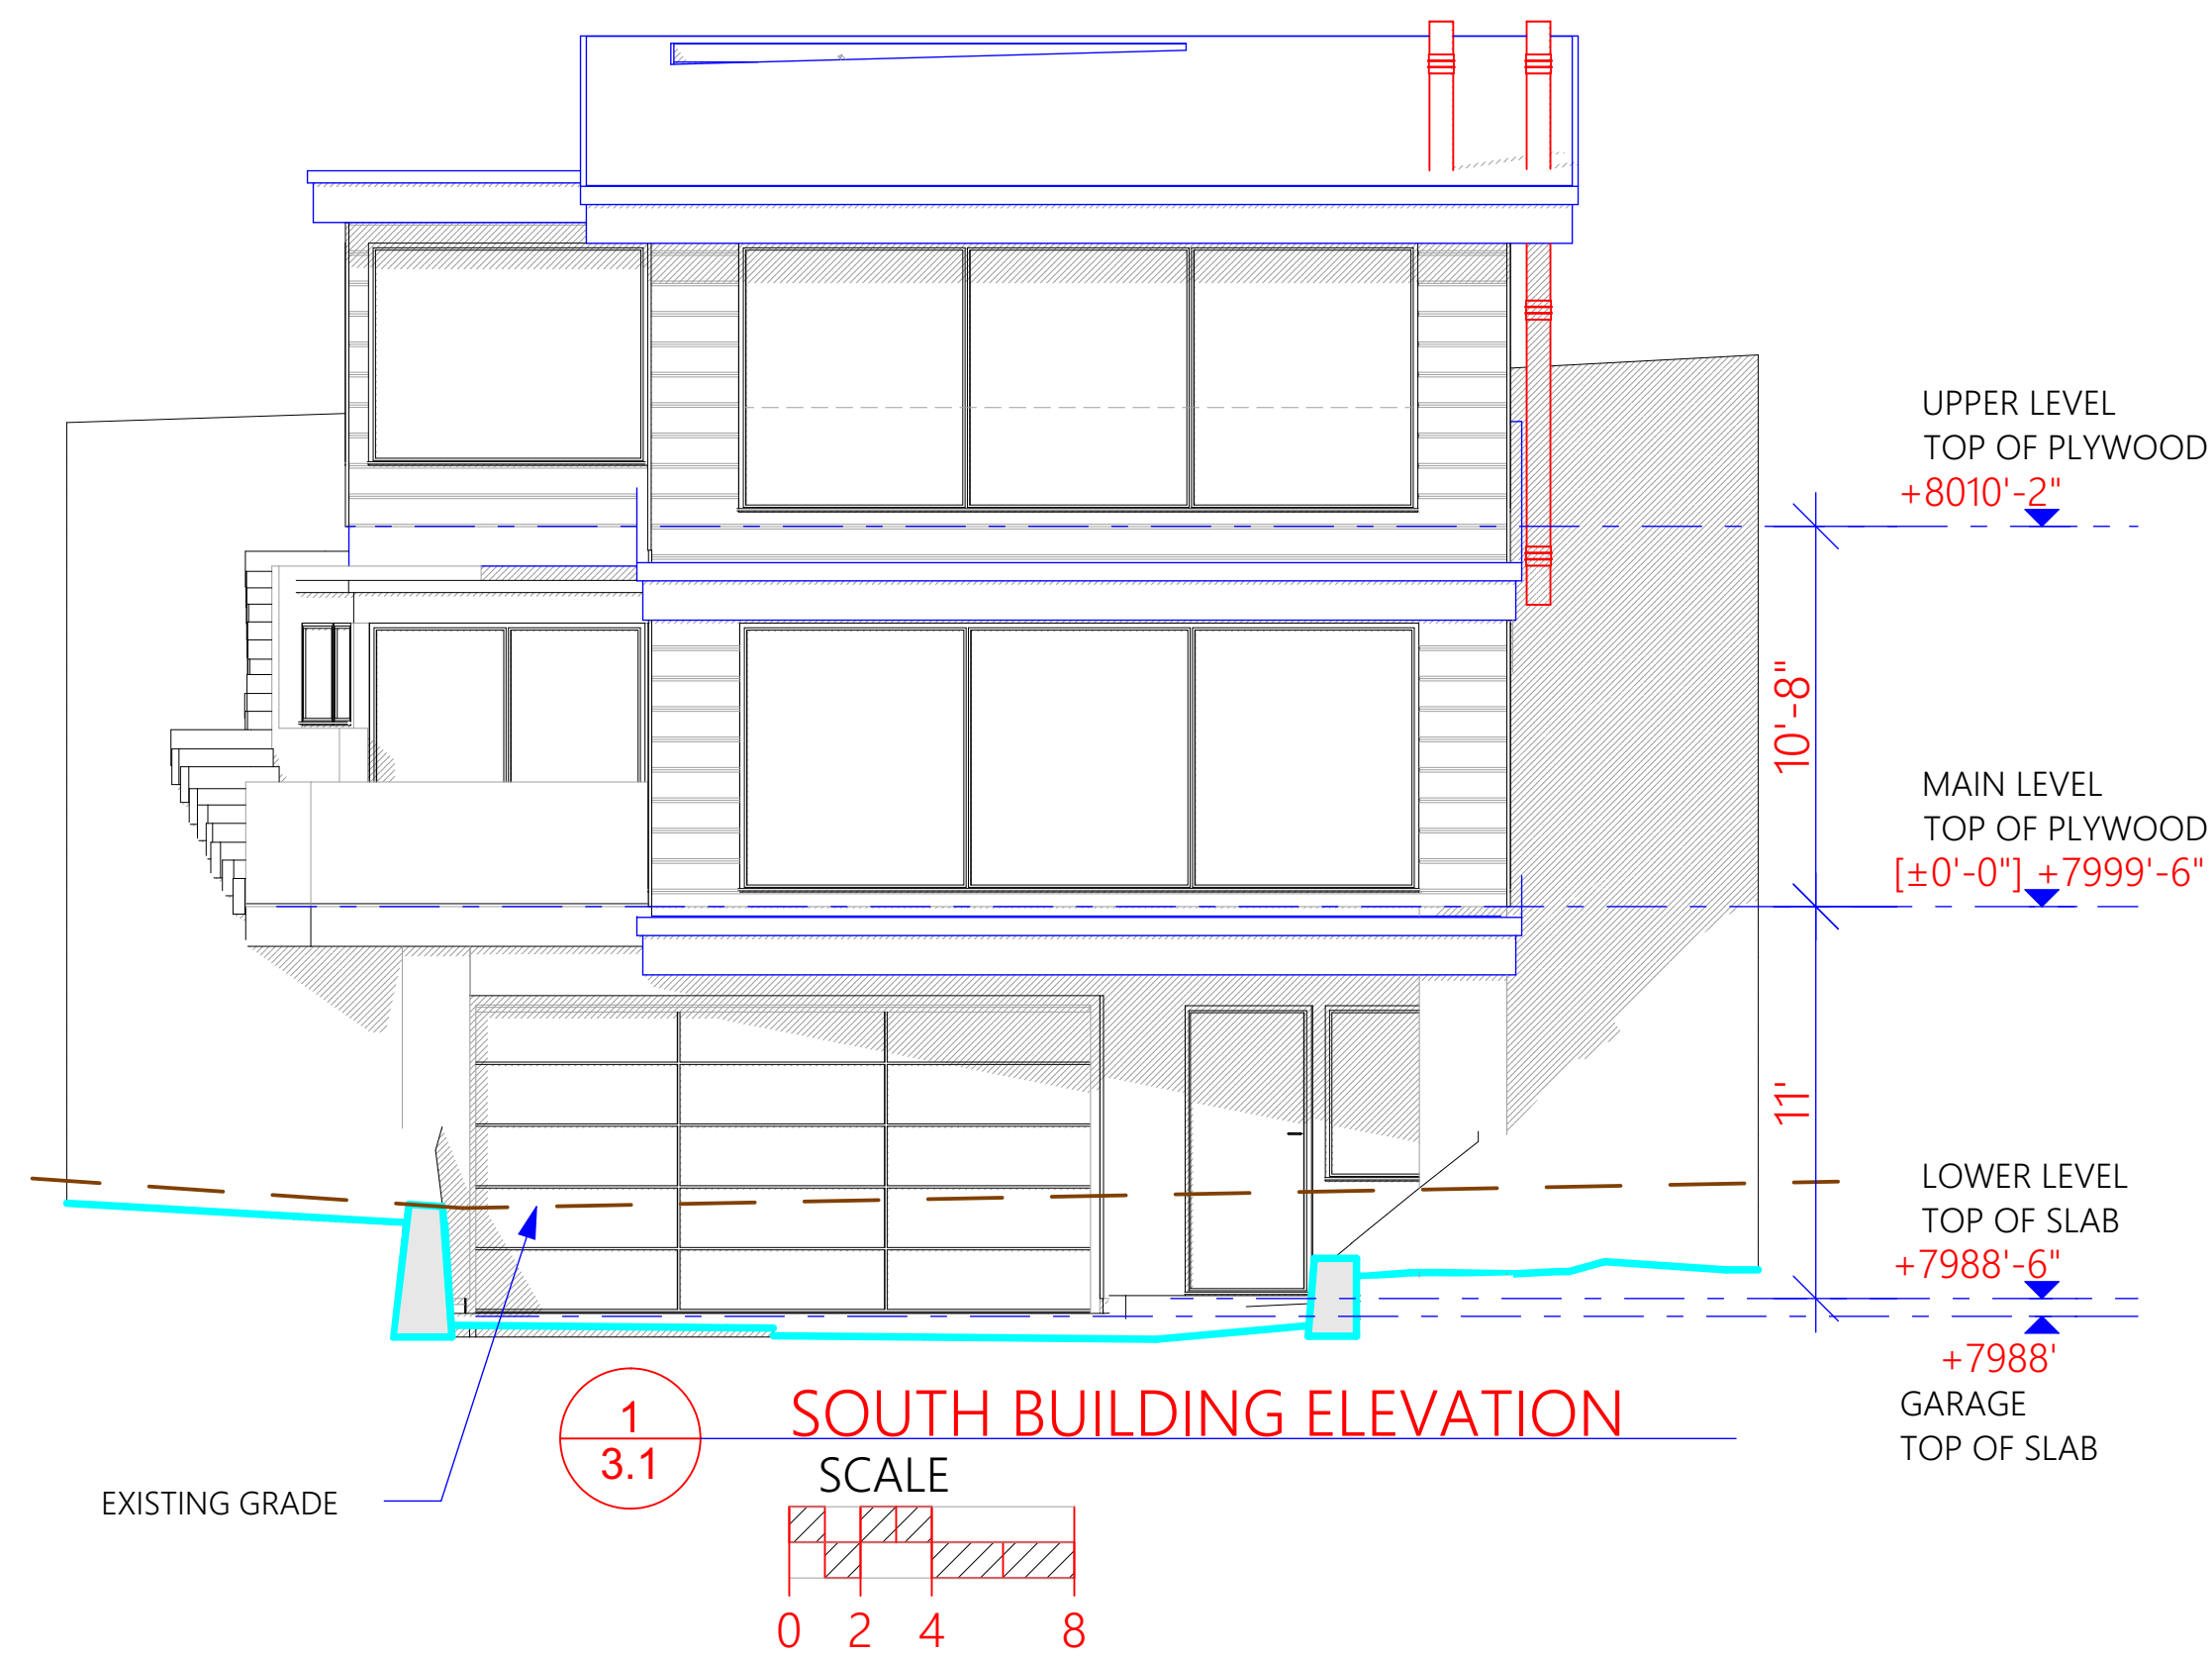 UPPER LEVEL
TOP OF PLYWOOD
+8010'-2"
10'-8"
MAIN LEVEL
TOP OF PLYWOOD
[±0'-0"] +7999'-6"
11'
LOWER LEVEL
TOP OF SLAB
+7988'-6"
+7988'
GARAGE
TOP OF SLAB
1
3.1
SOUTH BUILDING ELEVATION
SCALE
EXISTING GRADE
0 2 4 8